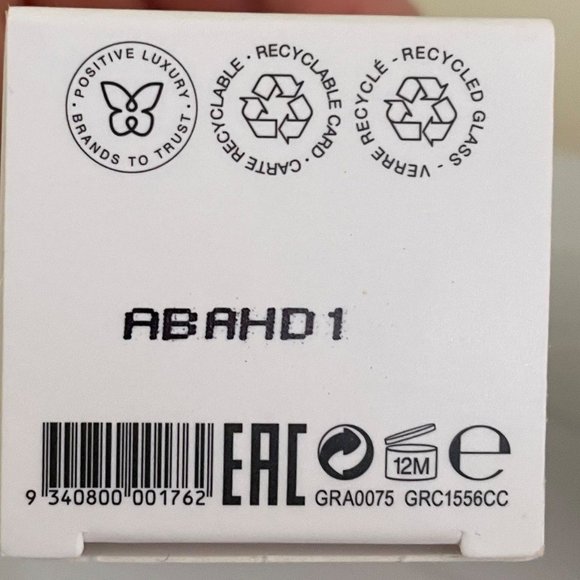 · POSITIVE LUXURY · BRANDS TO TRUST
· RECYCLABLE CARD · CARTE RECYCLABLE
- RECYCLED GLASS - VERRE RECYCLÉ
ABAHD1
EAC
12M
e
9 340800 001762
GRA0075 GRC1556CC